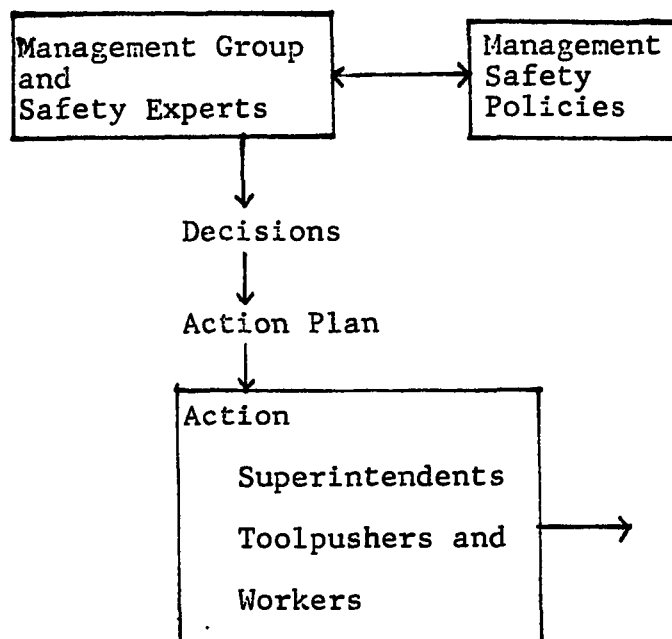 Management Group
and
Safety Experts
Management
Safety
Policies
Decisions
Action Plan
Action
Superintendents
Toolpushers and
Workers